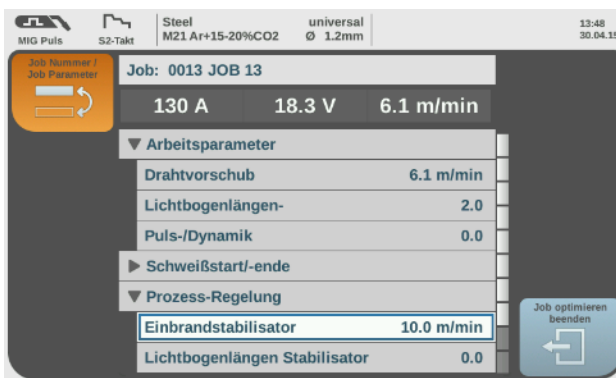 MIG Puls
S2-Takt
Steel universal
M21 Ar+15-20%CO2 Ø 1.2mm
13:48
30.04.15
Job Nummer /
Job Parameter
Job: 0013 JOB 13
130 A 18.3 V 6.1 m/min
Arbeitsparameter
Drahtvorschub 6.1 m/min
Lichtbogenlängen- 2.0
Puls-/Dynamik 0.0
Schweißstart/-ende
Prozess-Regelung
Einbrandstabilisator 10.0 m/min
Lichtbogenlängen Stabilisator 0.0
Job optimieren
beenden